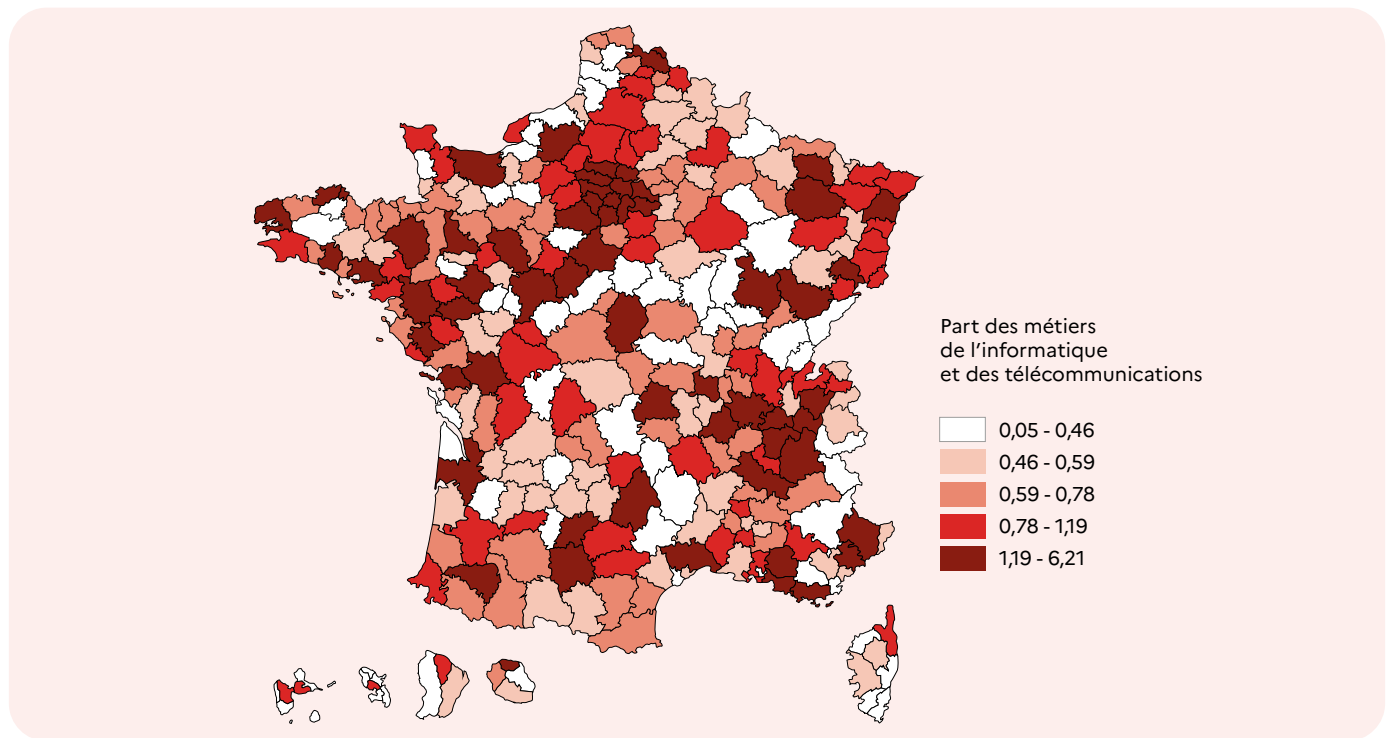 Part des métiers
de l'informatique
et des télécommunications
0,05 - 0,46
0,46 - 0,59
0,59 - 0,78
0,78 - 1,19
1,19 - 6,21